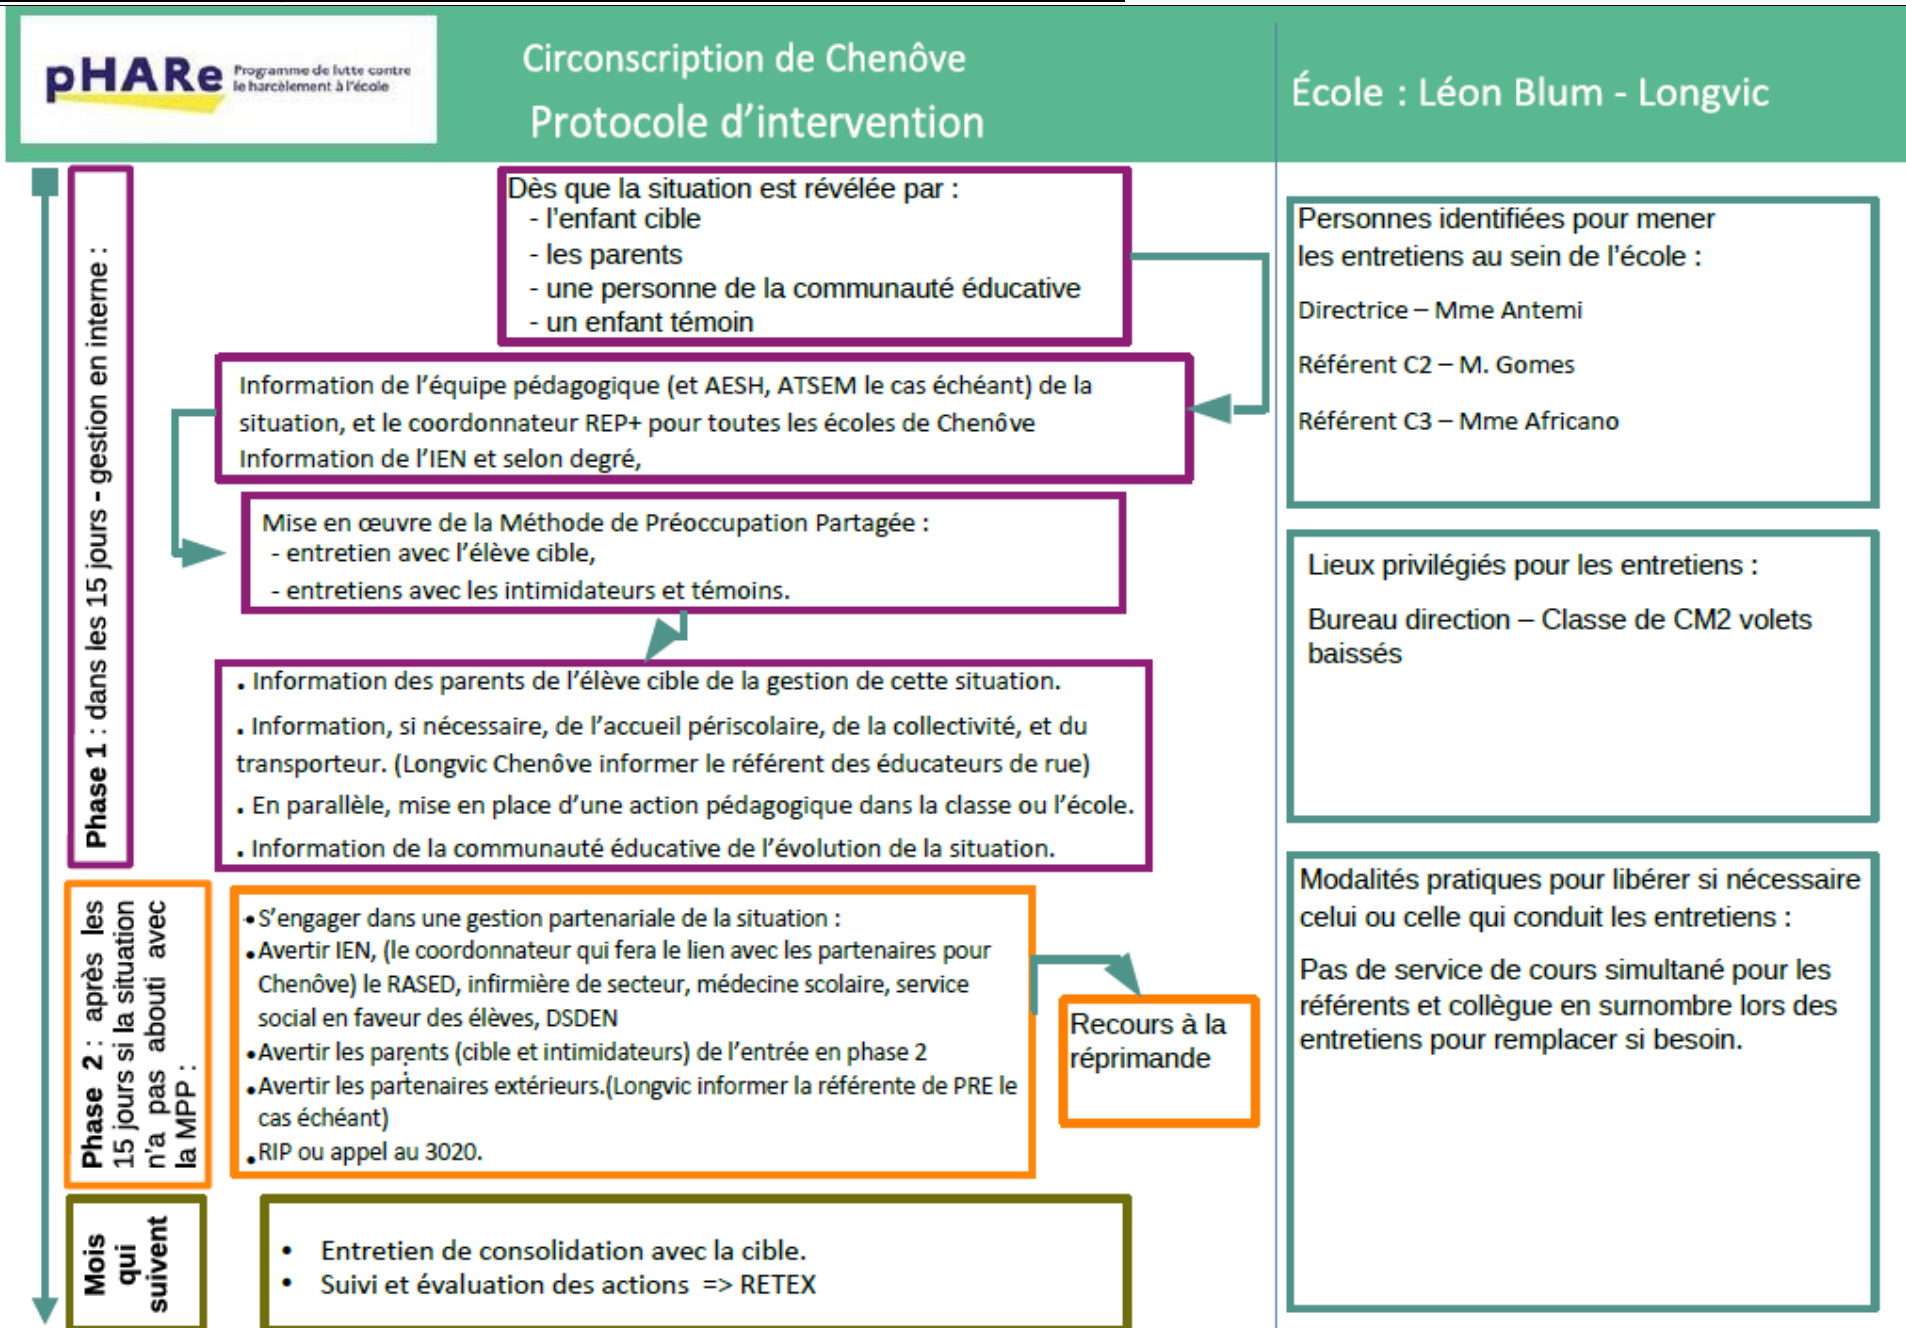 pHARe
Programme de lutte contre
le harcèlement à l'école
Circonscription de Chenôve
Protocole d'intervention
École : Léon Blum - Longvic
Phase 1 : dans les 15 jours - gestion en interne :
Dès que la situation est révélée par :
- l'enfant cible
- les parents
- une personne de la communauté éducative
- un enfant témoin
Information de l'équipe pédagogique (et AESH, ATSEM le cas échéant) de la
situation, et le coordonnateur REP+ pour toutes les écoles de Chenôve
Information de l'IEN et selon degré,
Mise en œuvre de la Méthode de Préoccupation Partagée :
- entretien avec l'élève cible,
- entretiens avec les intimidateurs et témoins.
. Information des parents de l'élève cible de la gestion de cette situation.
. Information, si nécessaire, de l'accueil périscolaire, de la collectivité, et du
transporteur. (Longvic Chenôve informer le référent des éducateurs de rue)
. En parallèle, mise en place d'une action pédagogique dans la classe ou l'école.
. Information de la communauté éducative de l'évolution de la situation.
Phase 2 : après les
15 jours si la situation
n'a pas abouti avec
la MPP :
• S'engager dans une gestion partenariale de la situation :
• Avertir IEN, (le coordonnateur qui fera le lien avec les partenaires pour
Chenôve) le RASED, infirmière de secteur, médecine scolaire, service
social en faveur des élèves, DSDEN
• Avertir les parents (cible et intimidateurs) de l'entrée en phase 2
• Avertir les partenaires extérieurs.(Longvic informer la référente de PRE le
cas échéant)
• RIP ou appel au 3020.
Recours à la
réprimande
Mois
qui
suivent
• Entretien de consolidation avec la cible.
• Suivi et évaluation des actions => RETEX
Personnes identifiées pour mener
les entretiens au sein de l'école :
Directrice – Mme Antemi
Référent C2 – M. Gomes
Référent C3 – Mme Africano
Lieux privilégiés pour les entretiens :
Bureau direction – Classe de CM2 volets
baissés
Modalités pratiques pour libérer si nécessaire
celui ou celle qui conduit les entretiens :
Pas de service de cours simultané pour les
référents et collègue en surnombre lors des
entretiens pour remplacer si besoin.